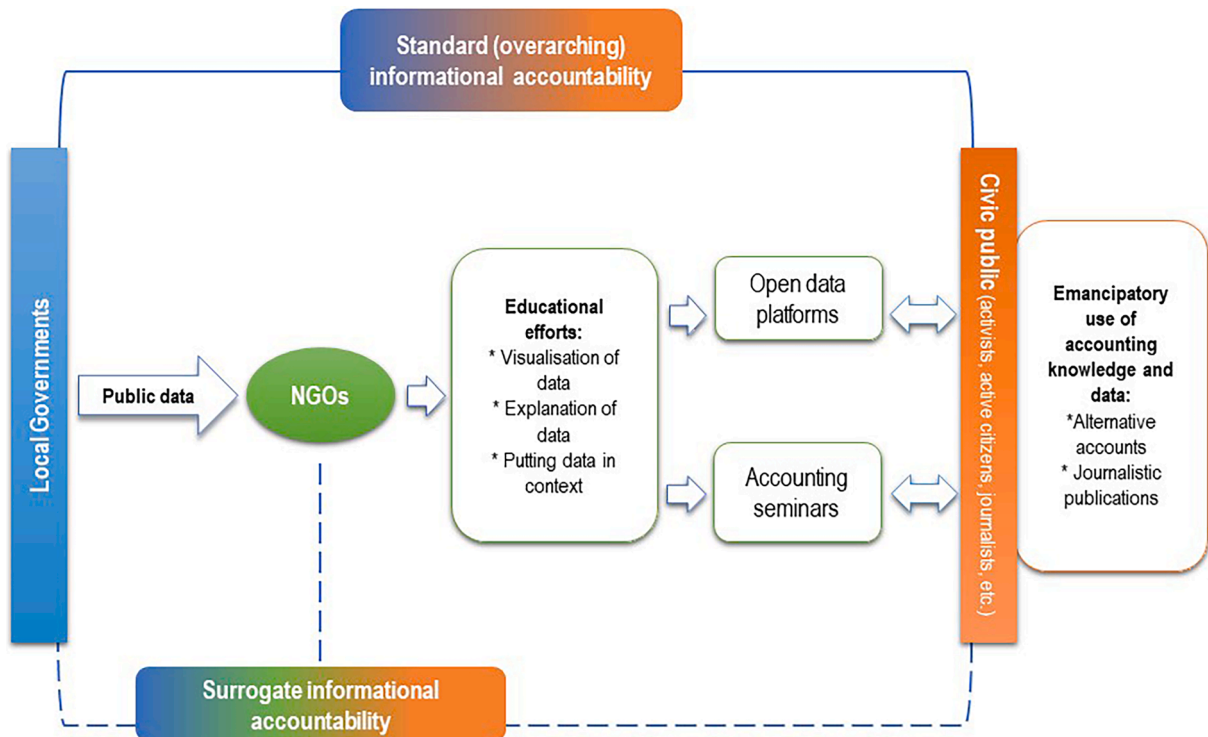 Standard (overarching)
informational accountability
Local Governments
Public data
NGOs
Educational
efforts:
* Visualisation of
data
* Explanation of
data
* Putting data in
context
Open data
platforms
Accounting
seminars
Civic public (activists, active citizens, journalists, etc.)
Emancipatory
use of
accounting
knowledge and
data:
*Alternative
accounts
* Journalistic
publications
Surrogate informational
accountability